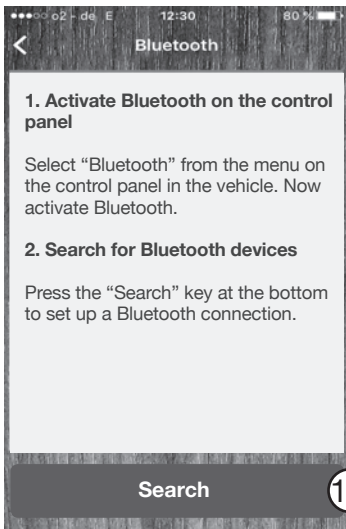 o2 - de E 12:30 80 %
Bluetooth
1. Activate Bluetooth on the control
panel
Select “Bluetooth” from the menu on
the control panel in the vehicle. Now
activate Bluetooth.
2. Search for Bluetooth devices
Press the “Search” key at the bottom
to set up a Bluetooth connection.
Search
1